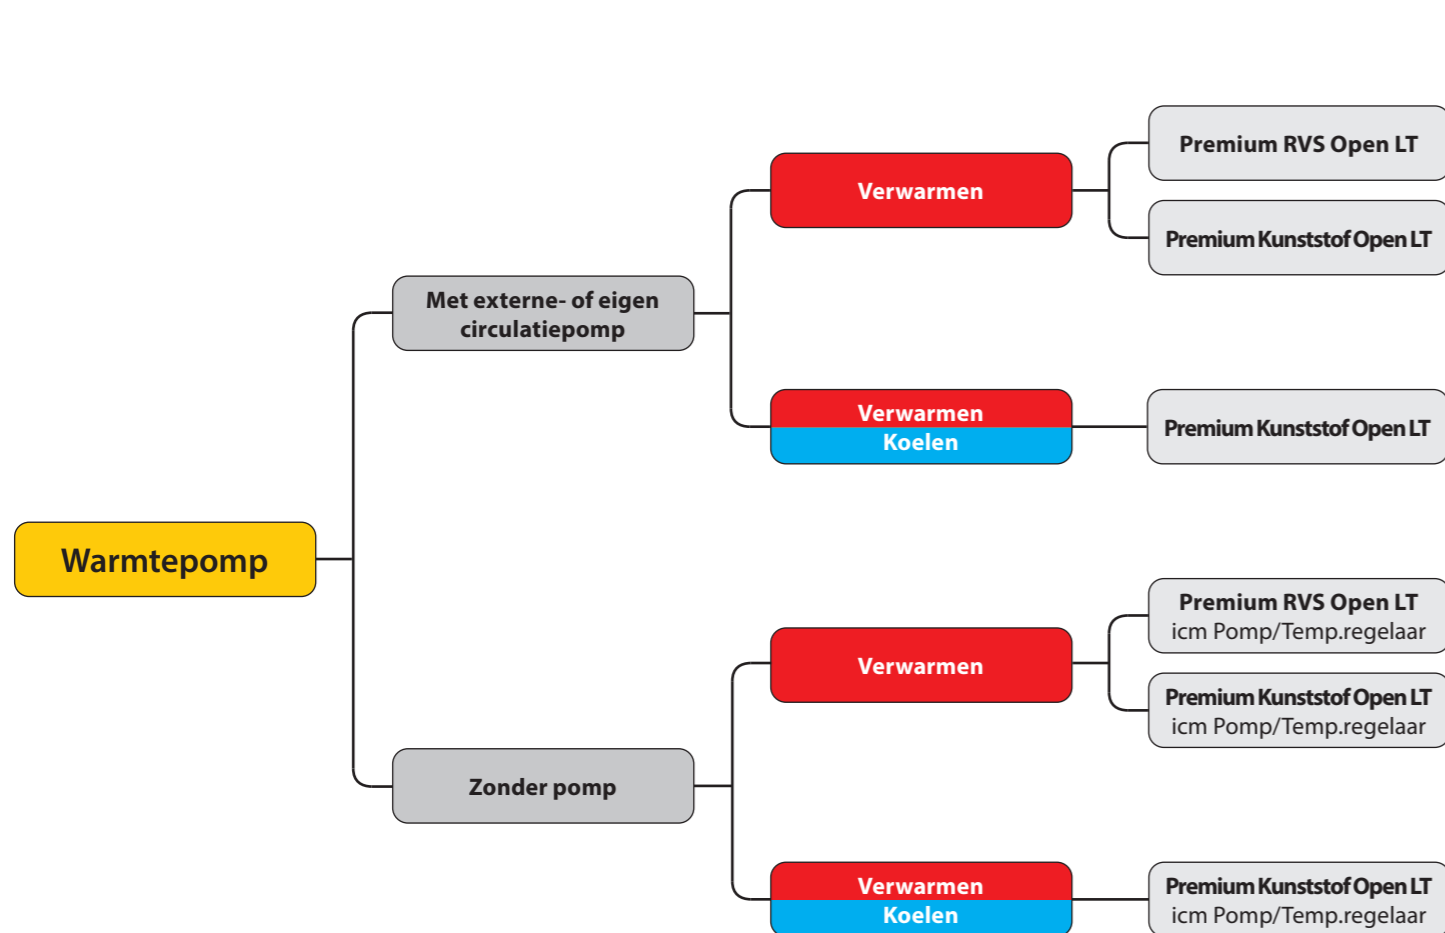 Premium RVS Open LT
Verwarmen
Premium Kunststof Open LT
Met externe- of eigen
circulatiepomp
Verwarmen
Koelen
Premium Kunststof Open LT
Warmtepomp
Premium RVS Open LT
icm Pomp/Temp.regelaar
Verwarmen
Premium Kunststof Open LT
icm Pomp/Temp.regelaar
Zonder pomp
Verwarmen
Koelen
Premium Kunststof Open LT
icm Pomp/Temp.regelaar